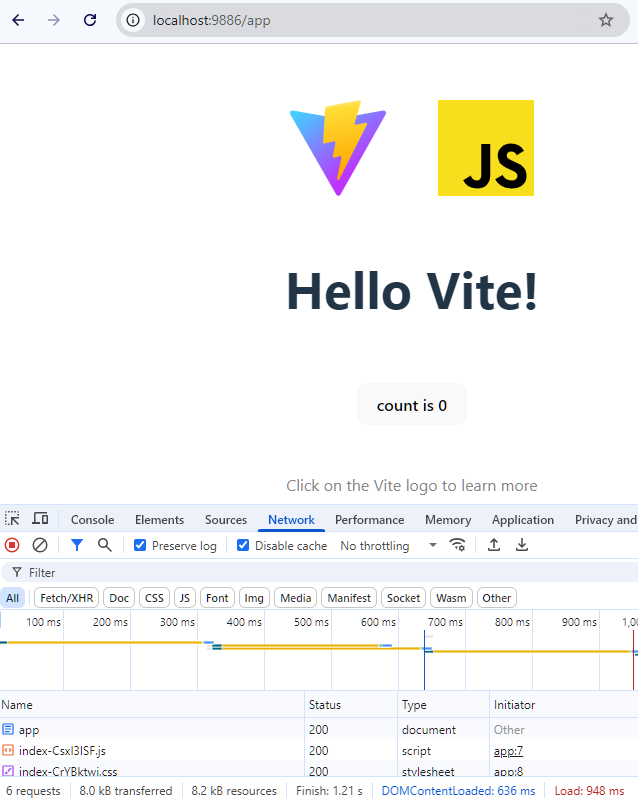 localhost:9886/app
JS
Hello Vite!
count is 0
Click on the Vite logo to learn more
Console Elements Sources Network Performance Memory Application Privacy and
Preserve log Disable cache No throttling
Filter
All Fetch/XHR Doc CSS JS Font Img Media Manifest Socket Wasm Other
100 ms 200 ms 300 ms 400 ms 500 ms 600 ms 700 ms 800 ms 900 ms 1,00
Name Status Type Initiator
app 200 document Other
index-CsxI3ISF.js 200 script app:7
index-CrYBktwi.css 200 stylesheet app:8
6 requests 8.0 kB transferred 8.2 kB resources Finish: 1.21 s DOMContentLoaded: 636 ms Load: 948 ms